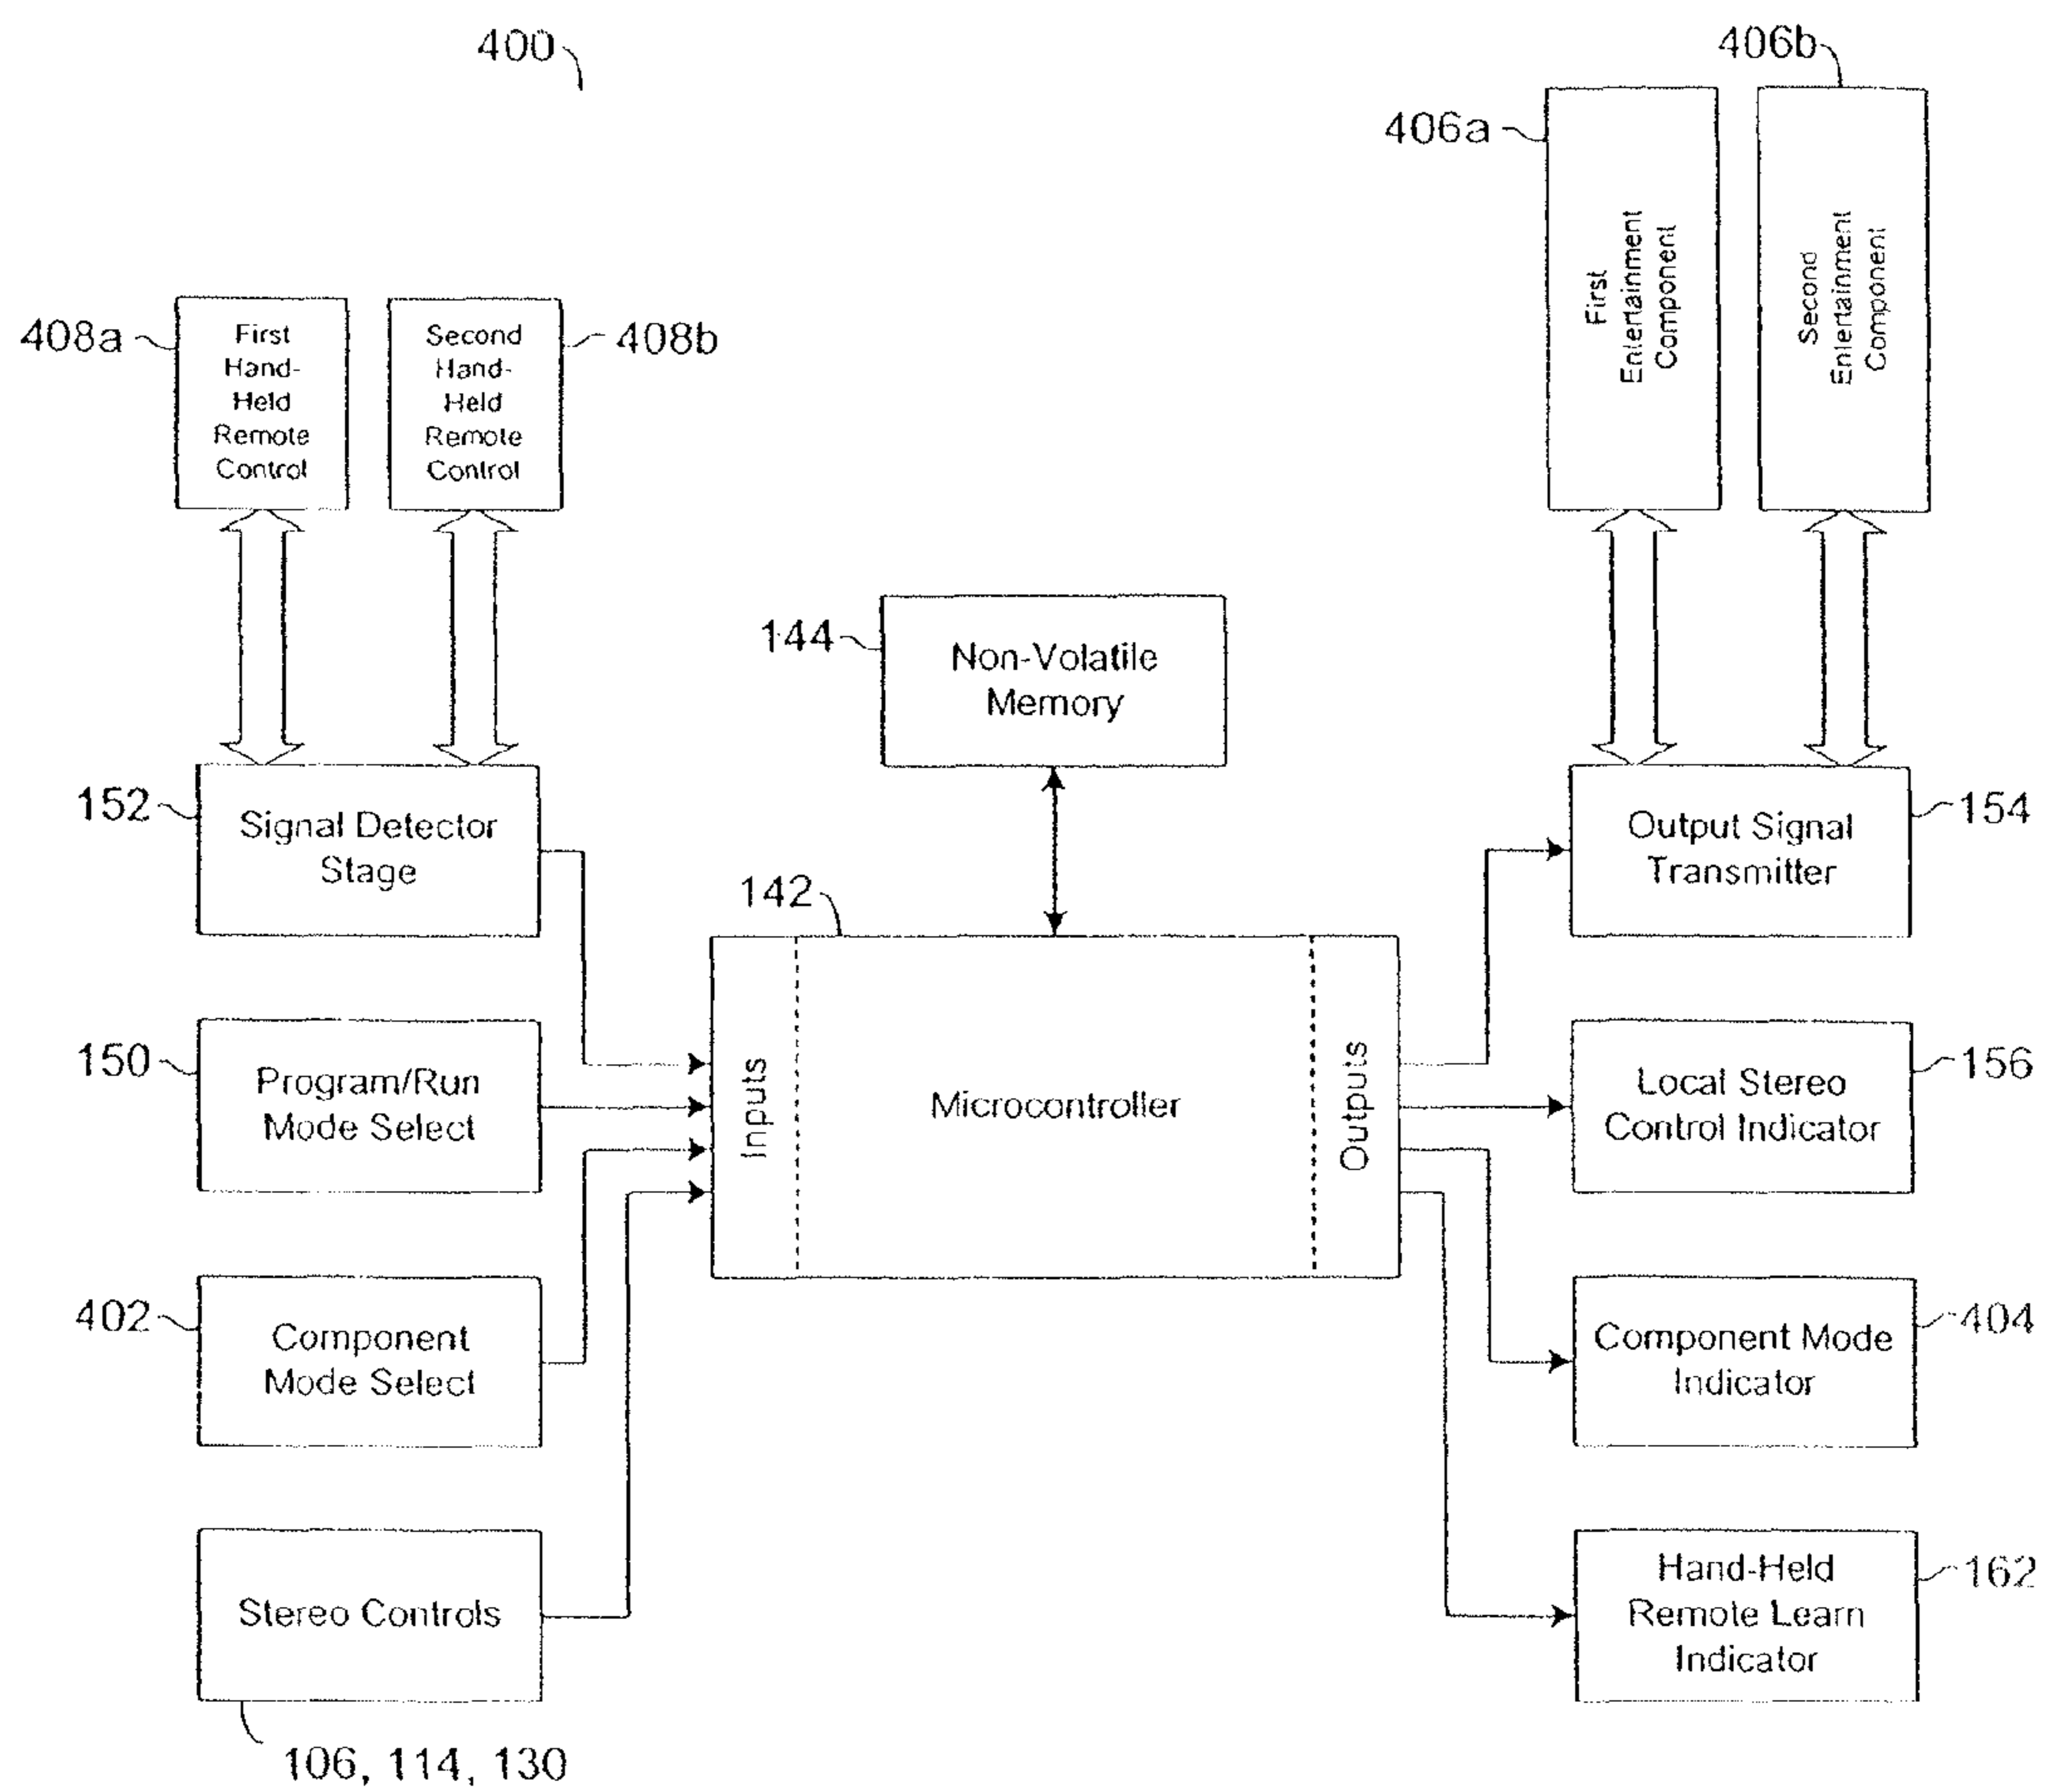 400
406b
406a
First
Entertainment
Component
Second
Entertainment
Component
408a
First
Hand-
Held
Remote
Control
Second
Hand-
Held
Remote
Control
408b
144
Non-Volatile
Memory
152
Signal Detector
Stage
142
Output Signal
Transmitter
154
150
Program/Run
Mode Select
Inputs
Microcontroller
Outputs
Local Stereo
Control Indicator
156
402
Component
Mode Select
Component Mode
Indicator
404
Stereo Controls
Hand-Held
Remote Learn
Indicator
162
106, 114, 130